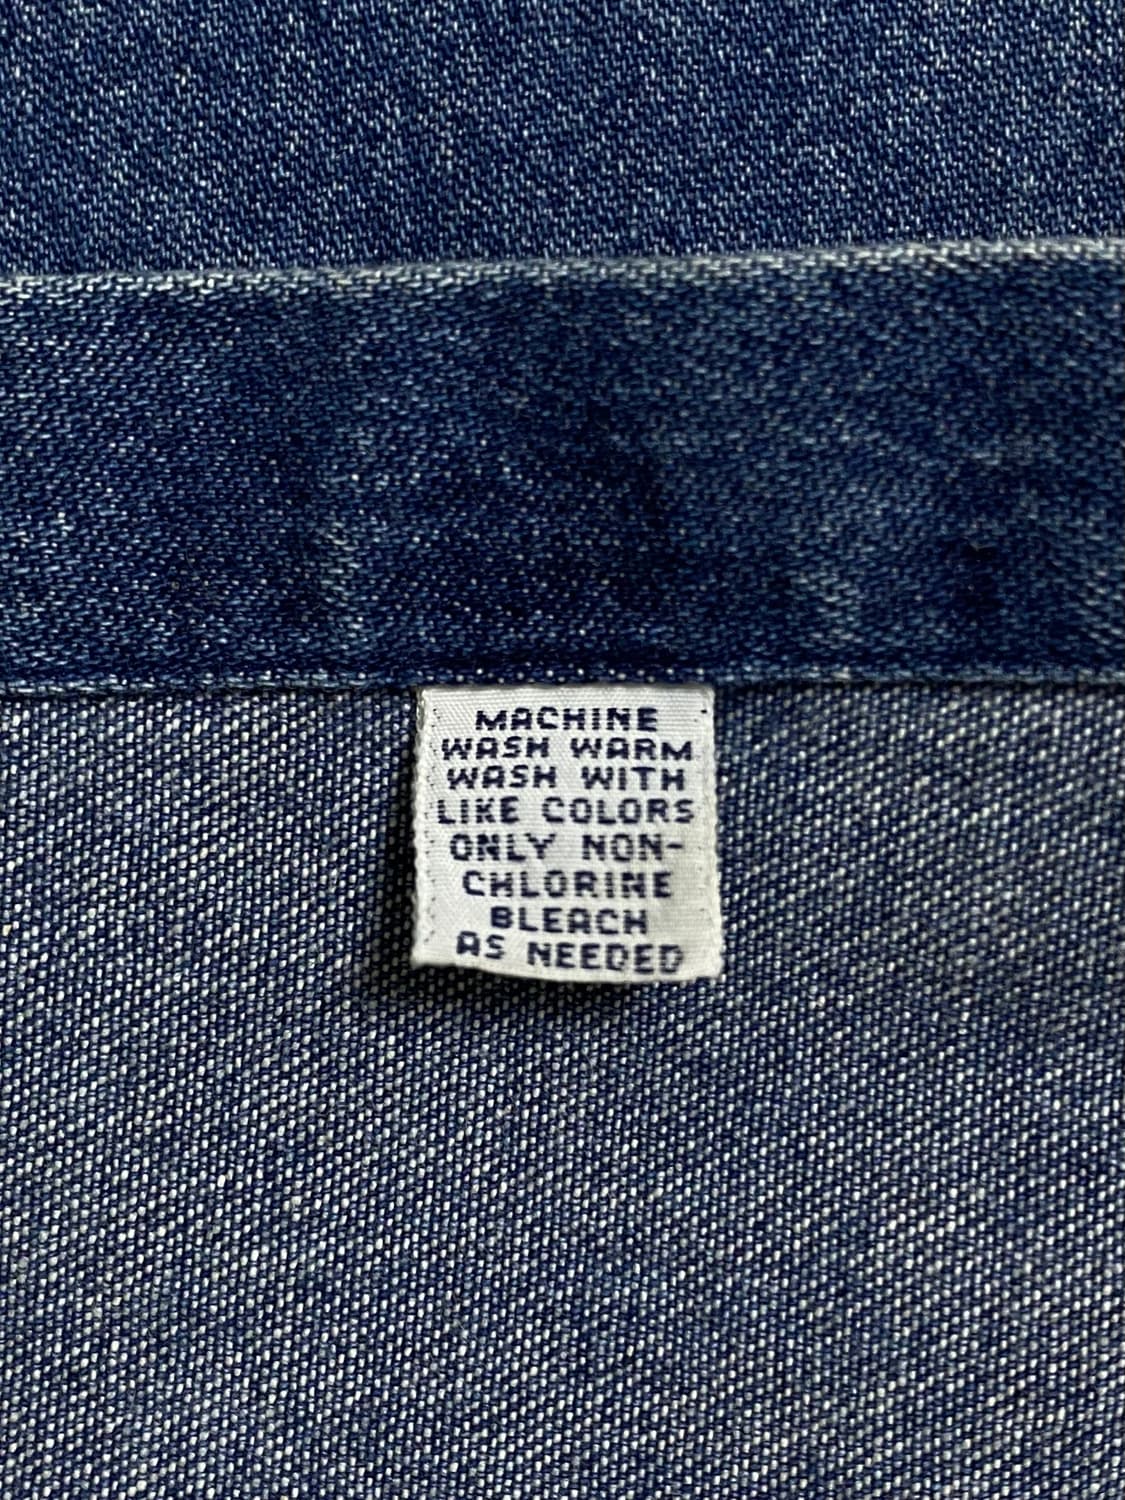 MACHINE
WASH WARM
WASH WITH
LIKE COLORS
ONLY NON-
CHLORINE
BLEACH
AS NEEDED